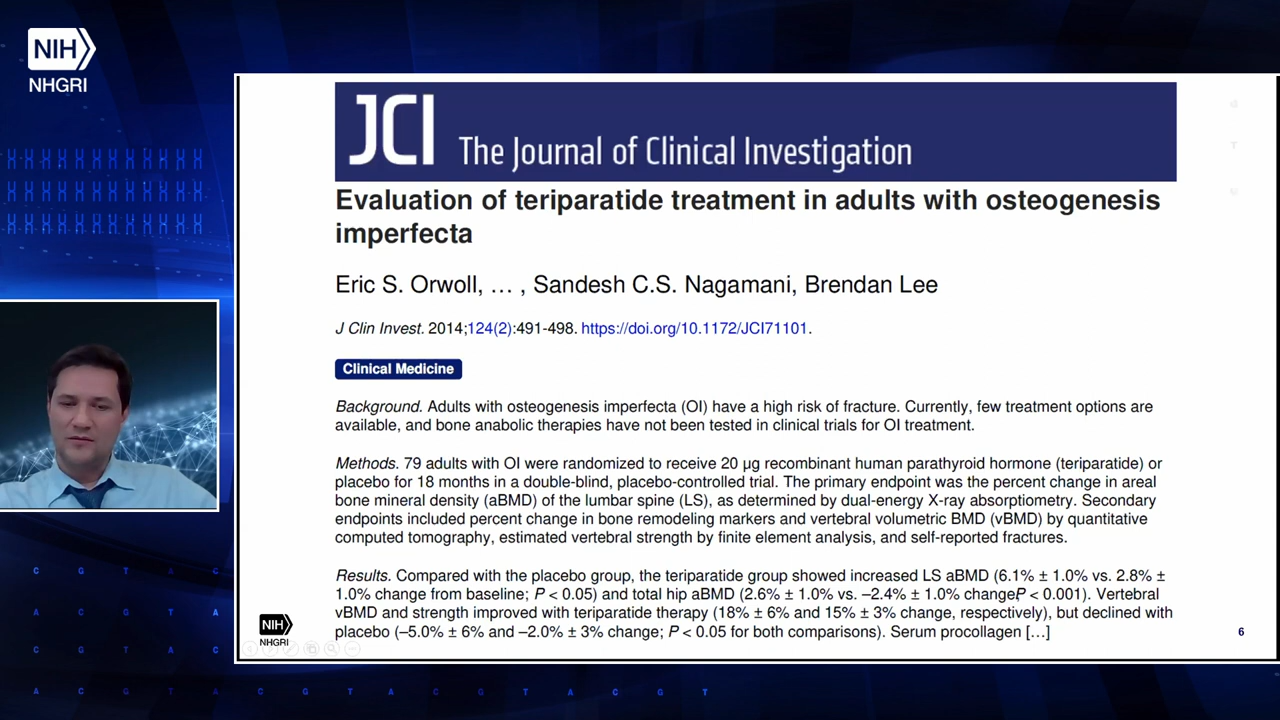 NIH
NHGRI
JCI The Journal of Clinical Investigation
Evaluation of teriparatide treatment in adults with osteogenesis
imperfecta
Eric S. Orwoll, … , Sandesh C.S. Nagamani, Brendan Lee
J Clin Invest. 2014;124(2):491-498. https://doi.org/10.1172/JCI71101.
Clinical Medicine
Background. Adults with osteogenesis imperfecta (OI) have a high risk of fracture. Currently, few treatment options are
available, and bone anabolic therapies have not been tested in clinical trials for OI treatment.
Methods. 79 adults with OI were randomized to receive 20 μg recombinant human parathyroid hormone (teriparatide) or
placebo for 18 months in a double-blind, placebo-controlled trial. The primary endpoint was the percent change in areal
bone mineral density (aBMD) of the lumbar spine (LS), as determined by dual-energy X-ray absorptiometry. Secondary
endpoints included percent change in bone remodeling markers and vertebral volumetric BMD (vBMD) by quantitative
computed tomography, estimated vertebral strength by finite element analysis, and self-reported fractures.
Results. Compared with the placebo group, the teriparatide group showed increased LS aBMD (6.1% ± 1.0% vs. 2.8% ±
1.0% change from baseline; P < 0.05) and total hip aBMD (2.6% ± 1.0% vs. –2.4% ± 1.0% change; P < 0.001). Vertebral
vBMD and strength improved with teriparatide therapy (18% ± 6% and 15% ± 3% change, respectively), but declined with
placebo (–5.0% ± 6% and –2.0% ± 3% change; P < 0.05 for both comparisons). Serum procollagen […]
NIH
NHGRI
6
C G T A C
A C G T A
C G T A C
A C G T A C G T A C G T A C G T